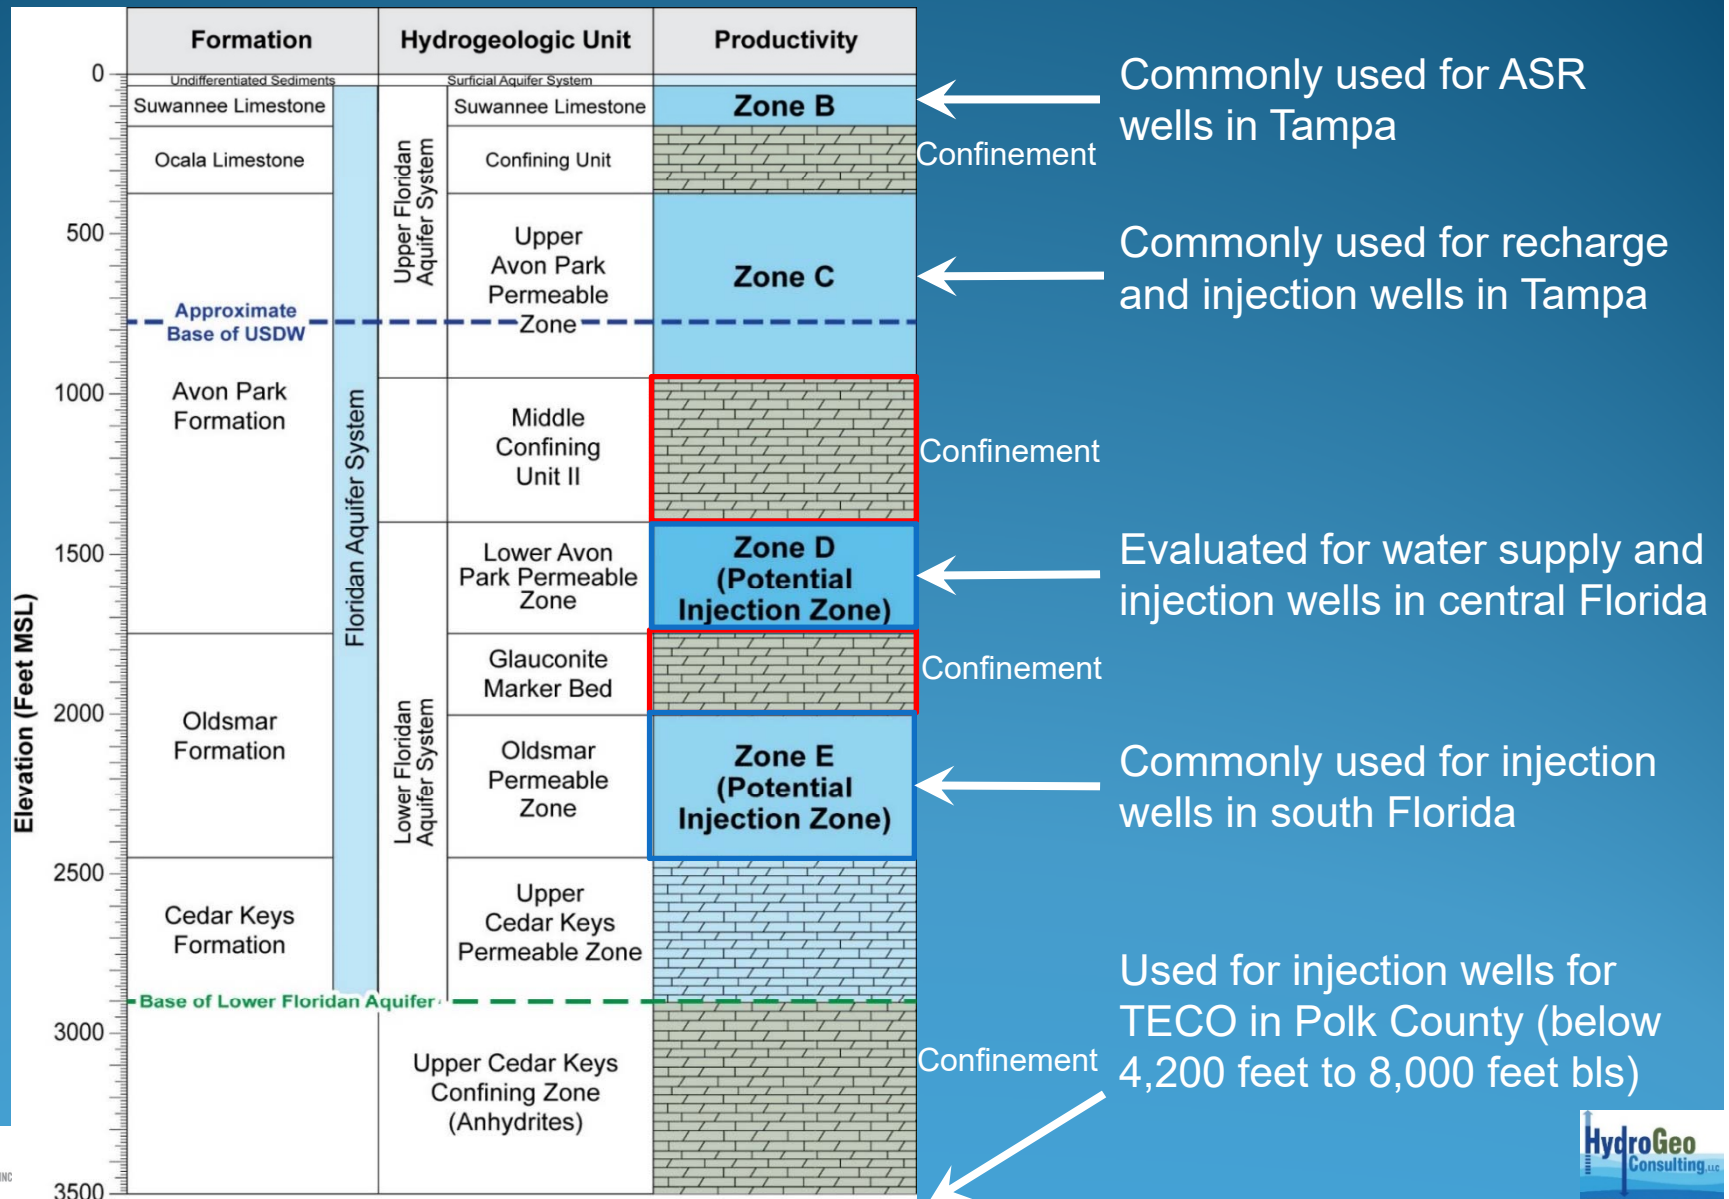 Formation
Hydrogeologic Unit
Productivity
Elevation (Feet MSL)
0
500
1000
1500
2000
2500
3000
3500
Undifferentiated Sediments
Surficial Aquifer System
Suwannee Limestone
Suwannee Limestone
Zone B
Ocala Limestone
Confining Unit
Upper Floridan
Aquifer System
Upper
Avon Park
Permeable
Zone
Zone C
Approximate
Base of USDW
Avon Park
Formation
Floridan Aquifer System
Middle
Confining
Unit II
Lower Avon
Park Permeable
Zone
Zone D
(Potential
Injection Zone)
Glauconite
Marker Bed
Lower Floridan
Aquifer System
Oldsmar
Formation
Oldsmar
Permeable
Zone
Zone E
(Potential
Injection Zone)
Cedar Keys
Formation
Upper
Cedar Keys
Permeable Zone
Base of Lower Floridan Aquifer
Upper Cedar Keys
Confining Zone
(Anhydrites)
Commonly used for ASR
wells in Tampa
Confinement
Commonly used for recharge
and injection wells in Tampa
Confinement
Evaluated for water supply and
injection wells in central Florida
Confinement
Commonly used for injection
wells in south Florida
Used for injection wells for
TECO in Polk County (below
4,200 feet to 8,000 feet bls)
Confinement
INC
HydroGeo
Consulting, LLC